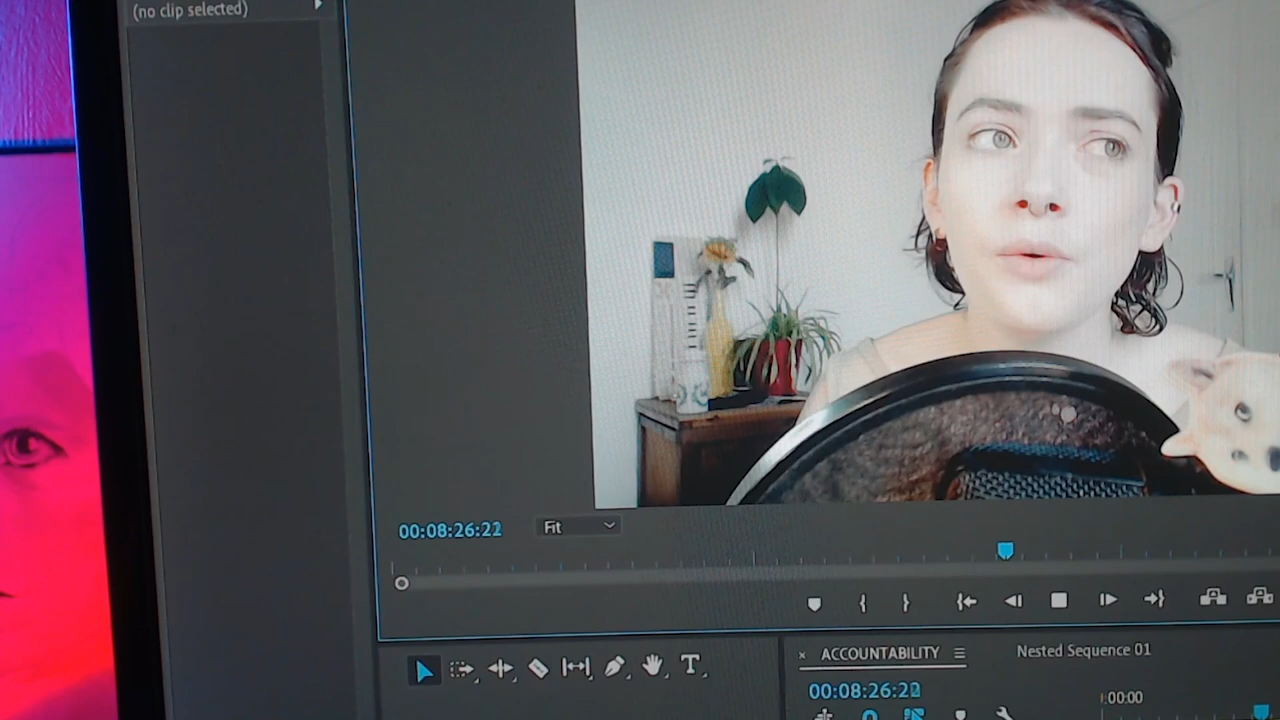 (no clip selected)
00:08:26:22
Fit
ACCOUNTABILITY
Nested Sequence 01
00:08:26:22
:00:00